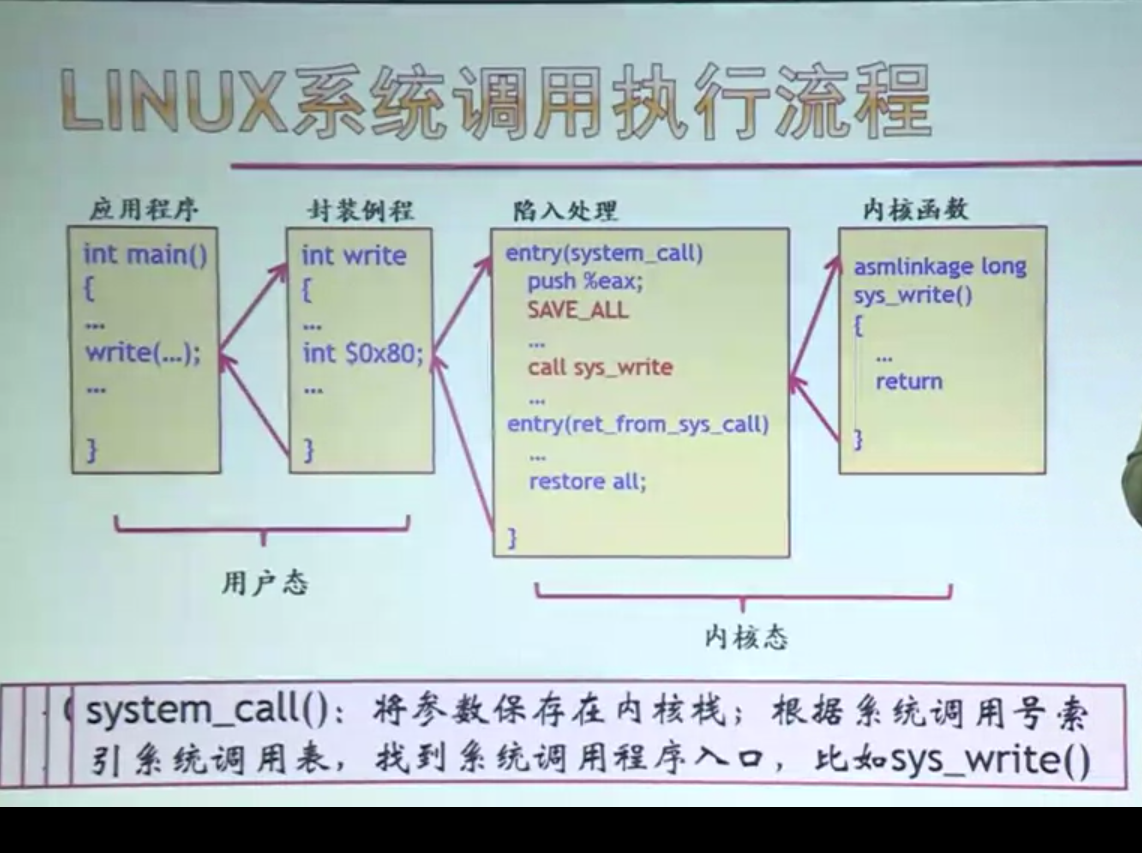 LINUX系统调用执行流程
应用程序
int main()
{
...
write(...);
...
}
封装例程
int write
{
...
int $0x80;
...
}
陷入处理
entry(system_call)
push %eax;
SAVE_ALL
...
call sys_write
...
entry(ret_from_sys_call)
...
restore all;
}
内核函数
asmlinkage long
sys_write()
{
...
return
}
用户态
内核态
system_call()：将参数保存在内核栈；根据系统调用号索
引系统调用表，找到系统调用程序入口，比如sys_write()